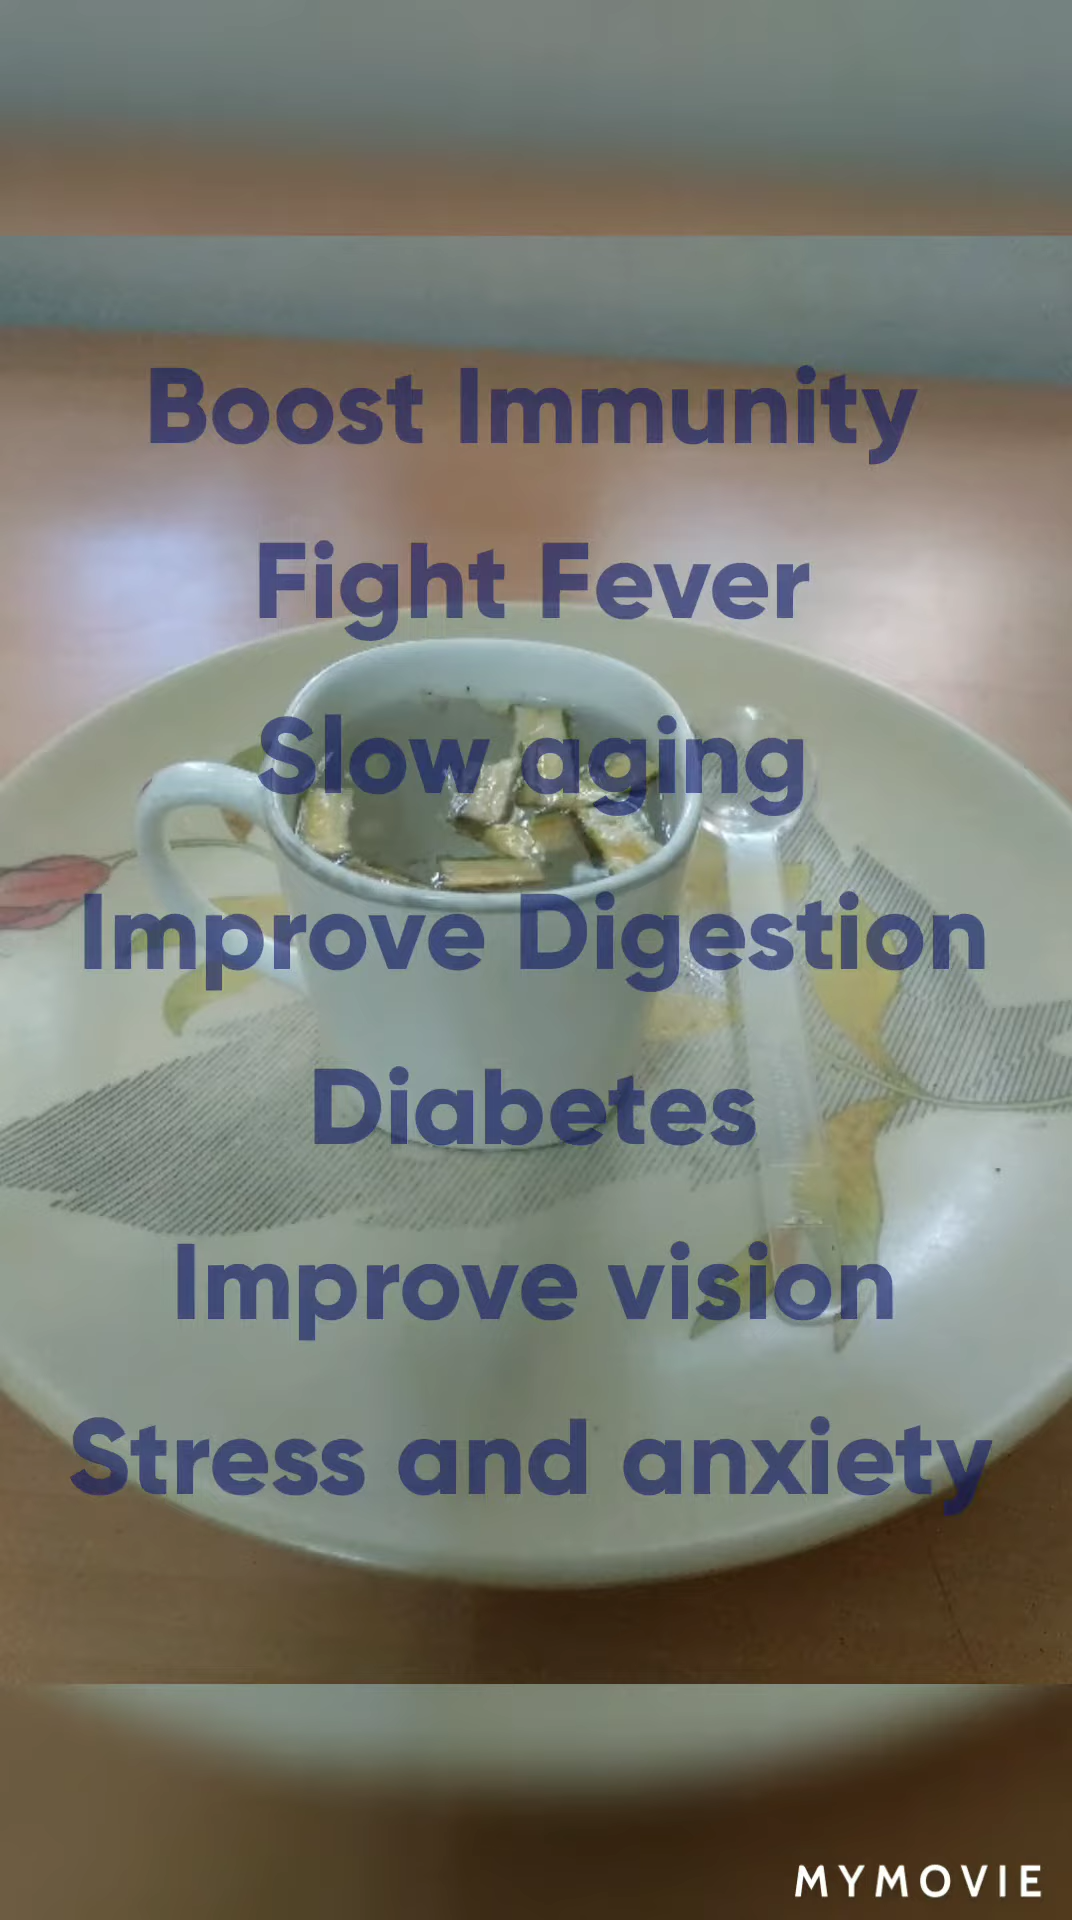 Boost Immunity
Fight Fever
Slow aging
Improve Digestion
Diabetes
Improve vision
Stress and anxiety
MYMOVIE